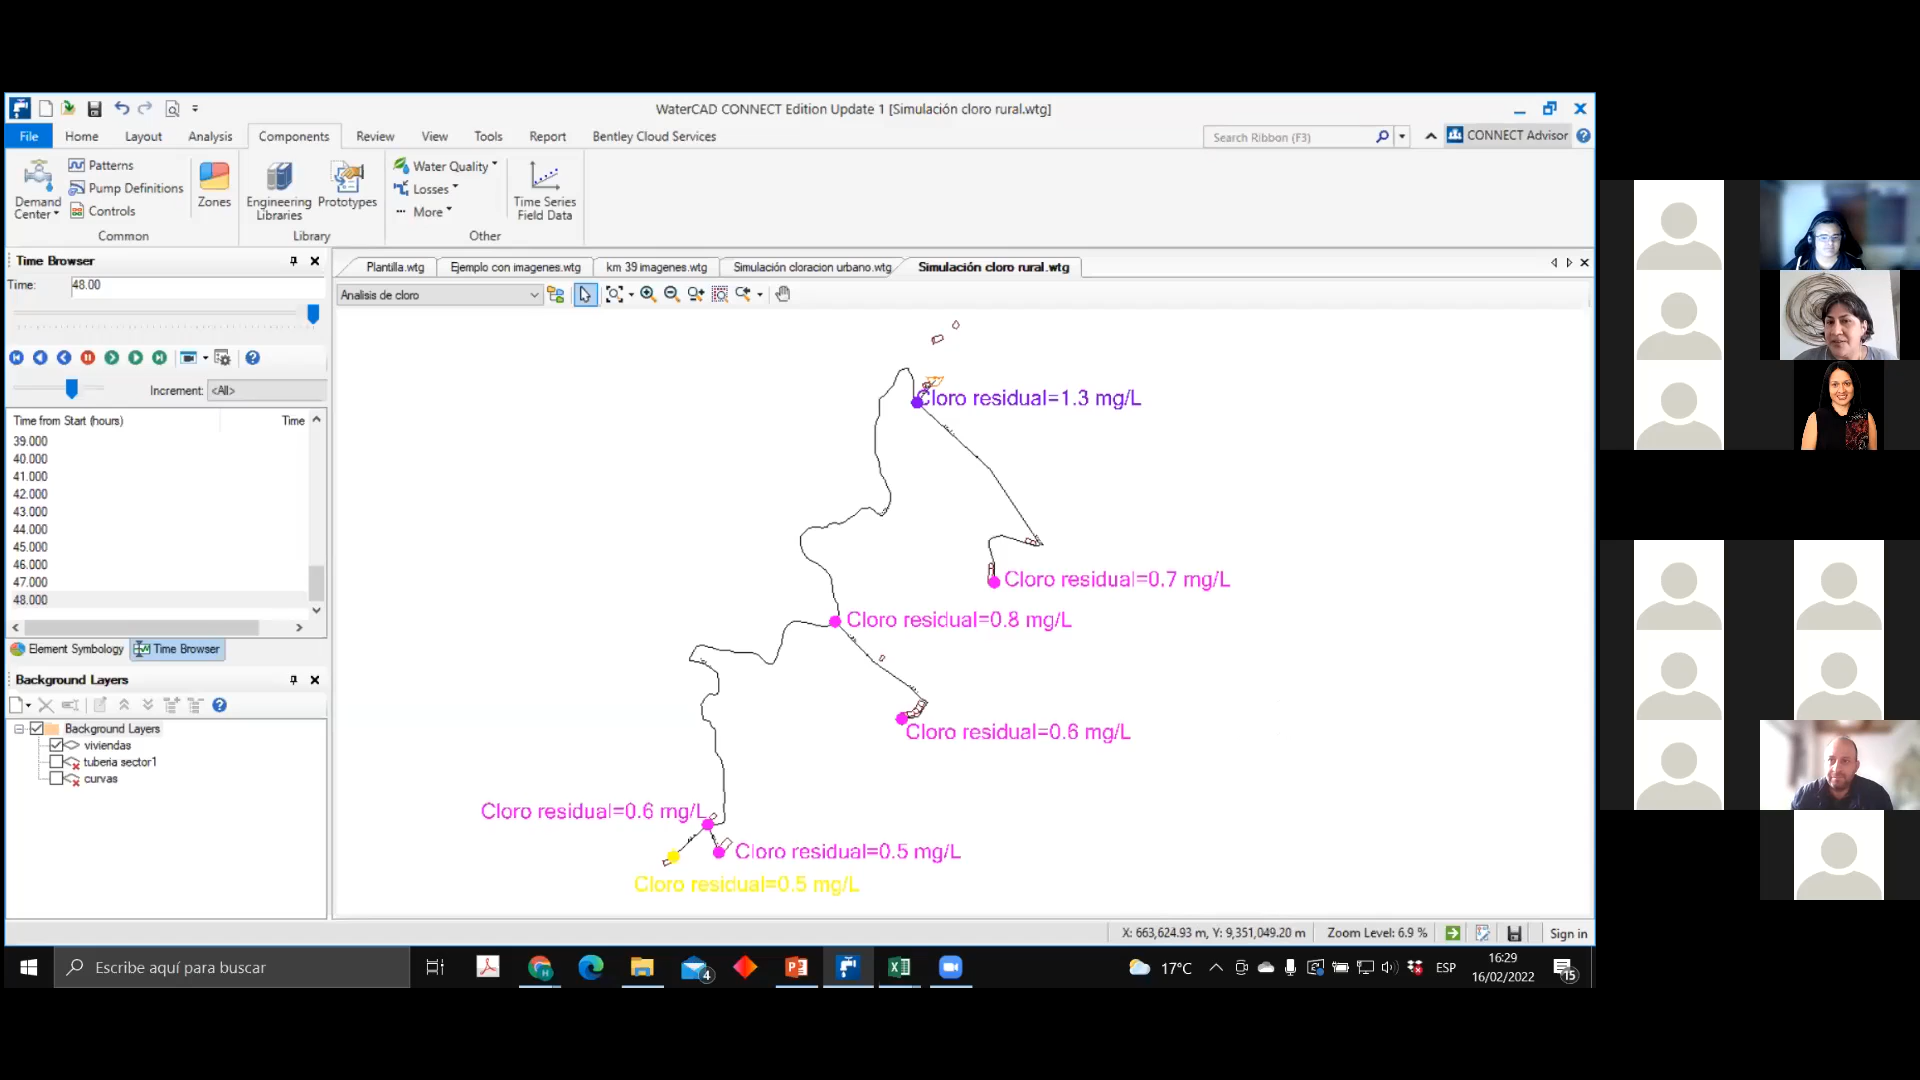 WaterCAD CONNECT Edition Update 1 [Simulación cloro rural.wtg]
File Home Layout Analysis Components Review View Tools Report Bentley Cloud Services
Search Ribbon (F3)
CONNECT Advisor
Demand Center
Patterns
Pump Definitions
Controls
Common
Zones
Engineering Libraries
Prototypes
Library
Water Quality
Losses
More
Other
Time Series Field Data
Time Browser
Time: 48.00
Increment: <All>
Time from Start (hours) Time
39.000
40.000
41.000
42.000
43.000
44.000
45.000
46.000
47.000
48.000
Element Symbology Time Browser
Background Layers
Background Layers
viviendas
tuberia sector1
curvas
Plantilla.wtg Ejemplo con imagenes.wtg km 39 imagenes.wtg Simulación cloracion urbano.wtg Simulación cloro rural.wtg
Analisis de cloro
Cloro residual=1.3 mg/L
Cloro residual=0.7 mg/L
Cloro residual=0.8 mg/L
Cloro residual=0.6 mg/L
Cloro residual=0.6 mg/L
Cloro residual=0.5 mg/L
Cloro residual=0.5 mg/L
X: 663,624.93 m, Y: 9,351,049.20 m Zoom Level: 6.9 % Sign in
Escribe aquí para buscar
4
17°C
ESP
16:29
16/02/2022
15